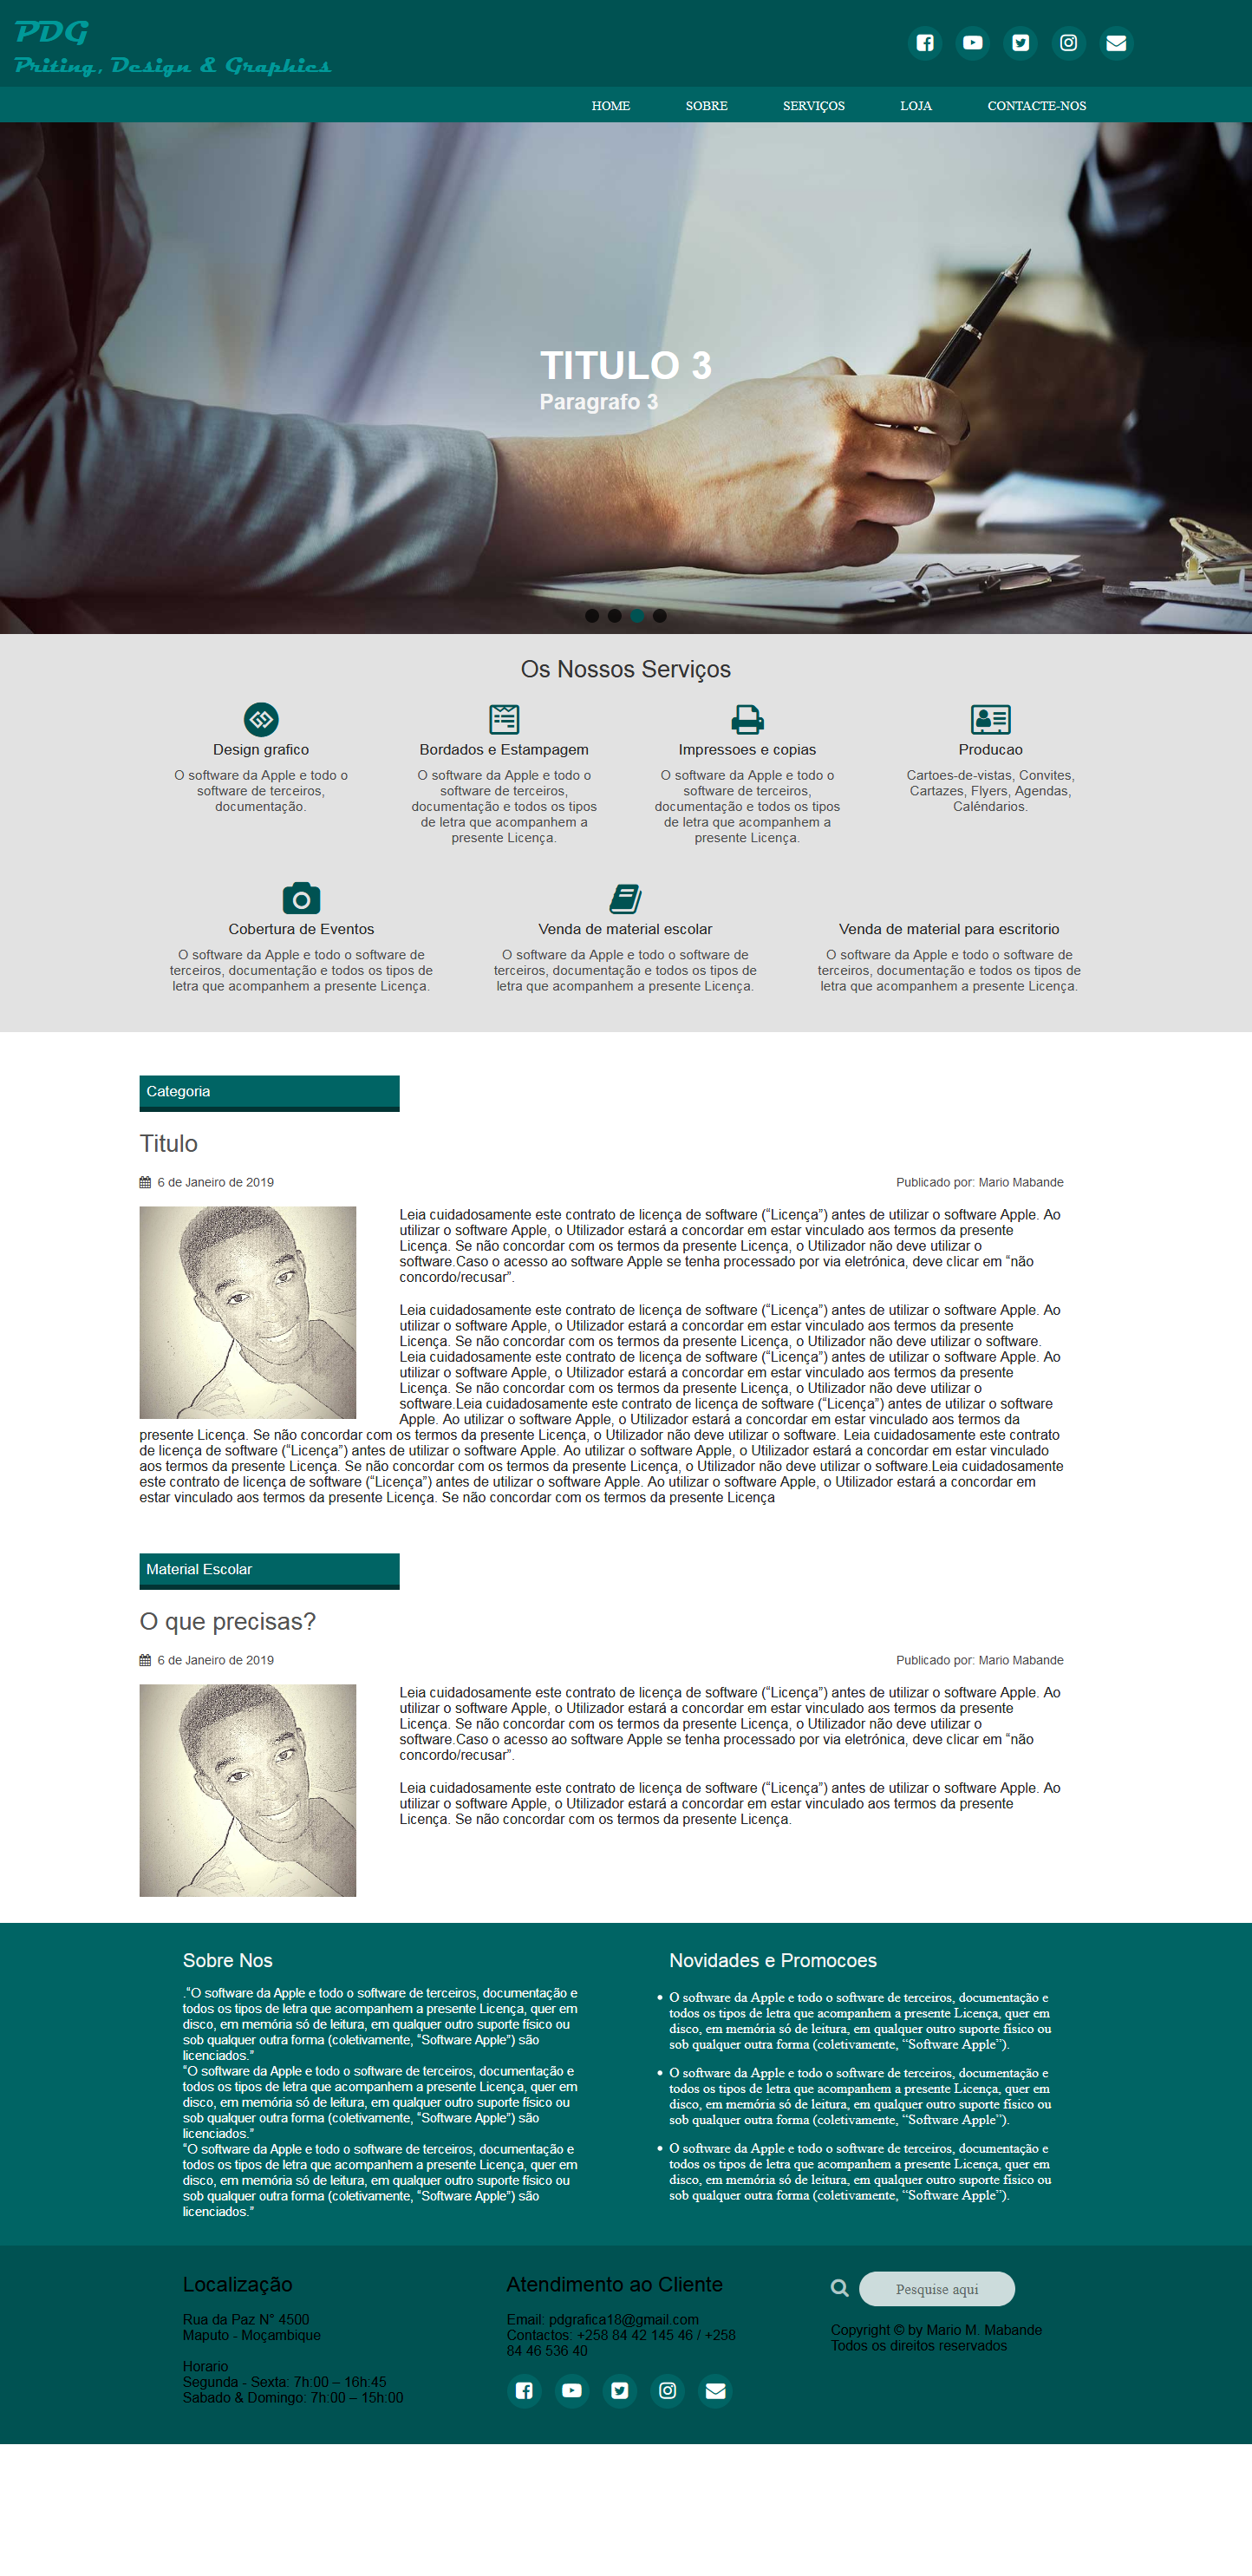 PDG
Priting, Design & Graphics
HOME SOBRE SERVIÇOS LOJA CONTACTE-NOS
TITULO 3
Paragrafo 3
Os Nossos Serviços
Design grafico
O software da Apple e todo o
software de terceiros,
documentação.
Bordados e Estampagem
O software da Apple e todo o
software de terceiros,
documentação e todos os tipos
de letra que acompanhem a
presente Licença.
Impressoes e copias
O software da Apple e todo o
software de terceiros,
documentação e todos os tipos
de letra que acompanhem a
presente Licença.
Producao
Cartoes-de-vistas, Convites,
Cartazes, Flyers, Agendas,
Caléndarios.
Cobertura de Eventos
O software da Apple e todo o software de
terceiros, documentação e todos os tipos de
letra que acompanhem a presente Licença.
Venda de material escolar
O software da Apple e todo o software de
terceiros, documentação e todos os tipos de
letra que acompanhem a presente Licença.
Venda de material para escritorio
O software da Apple e todo o software de
terceiros, documentação e todos os tipos de
letra que acompanhem a presente Licença.
Categoria
Titulo
6 de Janeiro de 2019
Publicado por: Mario Mabande
Leia cuidadosamente este contrato de licença de software (“Licença”) antes de utilizar o software Apple. Ao
utilizar o software Apple, o Utilizador estará a concordar em estar vinculado aos termos da presente
Licença. Se não concordar com os termos da presente Licença, o Utilizador não deve utilizar o
software.Caso o acesso ao software Apple se tenha processado por via eletrónica, deve clicar em “não
concordo/recusar”.
Leia cuidadosamente este contrato de licença de software (“Licença”) antes de utilizar o software Apple. Ao
utilizar o software Apple, o Utilizador estará a concordar em estar vinculado aos termos da presente
Licença. Se não concordar com os termos da presente Licença, o Utilizador não deve utilizar o software.
Leia cuidadosamente este contrato de licença de software (“Licença”) antes de utilizar o software Apple. Ao
utilizar o software Apple, o Utilizador estará a concordar em estar vinculado aos termos da presente
Licença. Se não concordar com os termos da presente Licença, o Utilizador não deve utilizar o
software.Leia cuidadosamente este contrato de licença de software (“Licença”) antes de utilizar o software
Apple. Ao utilizar o software Apple, o Utilizador estará a concordar em estar vinculado aos termos da
presente Licença. Se não concordar com os termos da presente Licença, o Utilizador não deve utilizar o software. Leia cuidadosamente este contrato
de licença de software (“Licença”) antes de utilizar o software Apple. Ao utilizar o software Apple, o Utilizador estará a concordar em estar vinculado
aos termos da presente Licença. Se não concordar com os termos da presente Licença, o Utilizador não deve utilizar o software.Leia cuidadosamente
este contrato de licença de software (“Licença”) antes de utilizar o software Apple. Ao utilizar o software Apple, o Utilizador estará a concordar em
estar vinculado aos termos da presente Licença. Se não concordar com os termos da presente Licença
Material Escolar
O que precisas?
6 de Janeiro de 2019
Publicado por: Mario Mabande
Leia cuidadosamente este contrato de licença de software (“Licença”) antes de utilizar o software Apple. Ao
utilizar o software Apple, o Utilizador estará a concordar em estar vinculado aos termos da presente
Licença. Se não concordar com os termos da presente Licença, o Utilizador não deve utilizar o
software.Caso o acesso ao software Apple se tenha processado por via eletrónica, deve clicar em “não
concordo/recusar”.
Leia cuidadosamente este contrato de licença de software (“Licença”) antes de utilizar o software Apple. Ao
utilizar o software Apple, o Utilizador estará a concordar em estar vinculado aos termos da presente
Licença. Se não concordar com os termos da presente Licença.
Sobre Nos
.“O software da Apple e todo o software de terceiros, documentação e
todos os tipos de letra que acompanhem a presente Licença, quer em
disco, em memória só de leitura, em qualquer outro suporte físico ou
sob qualquer outra forma (coletivamente, “Software Apple”) são
licenciados.”
“O software da Apple e todo o software de terceiros, documentação e
todos os tipos de letra que acompanhem a presente Licença, quer em
disco, em memória só de leitura, em qualquer outro suporte físico ou
sob qualquer outra forma (coletivamente, “Software Apple”) são
licenciados.”
“O software da Apple e todo o software de terceiros, documentação e
todos os tipos de letra que acompanhem a presente Licença, quer em
disco, em memória só de leitura, em qualquer outro suporte físico ou
sob qualquer outra forma (coletivamente, “Software Apple”) são
licenciados.”
Novidades e Promocoes
• O software da Apple e todo o software de terceiros, documentação e
todos os tipos de letra que acompanhem a presente Licença, quer em
disco, em memória só de leitura, em qualquer outro suporte físico ou
sob qualquer outra forma (coletivamente, “Software Apple”).
• O software da Apple e todo o software de terceiros, documentação e
todos os tipos de letra que acompanhem a presente Licença, quer em
disco, em memória só de leitura, em qualquer outro suporte físico ou
sob qualquer outra forma (coletivamente, “Software Apple”).
• O software da Apple e todo o software de terceiros, documentação e
todos os tipos de letra que acompanhem a presente Licença, quer em
disco, em memória só de leitura, em qualquer outro suporte físico ou
sob qualquer outra forma (coletivamente, “Software Apple”).
Localização
Rua da Paz N° 4500
Maputo - Moçambique
Horario
Segunda - Sexta: 7h:00 – 16h:45
Sabado & Domingo: 7h:00 – 15h:00
Atendimento ao Cliente
Email: pdgrafica18@gmail.com
Contactos: +258 84 42 145 46 / +258
84 46 536 40
Pesquise aqui
Copyright © by Mario M. Mabande
Todos os direitos reservados